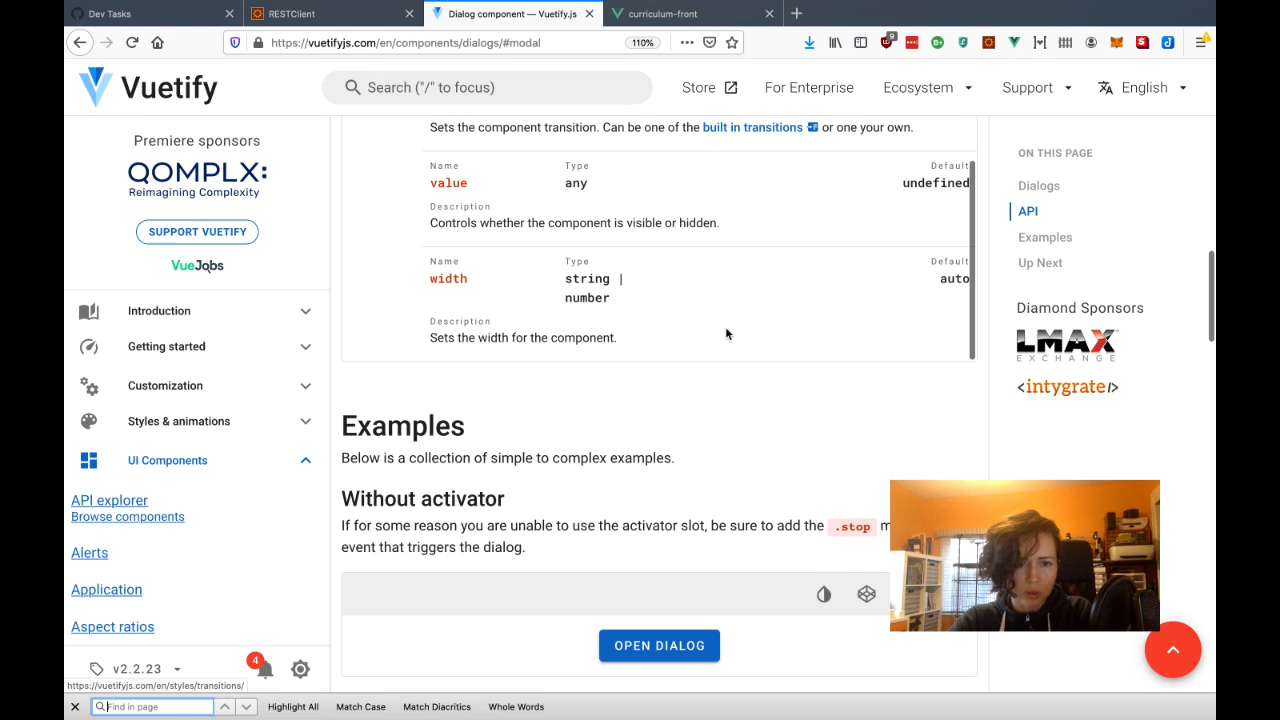 Dev Tasks
RESTClient
Dialog component — Vuetify.js
curriculum-front
https://vuetifyjs.com/en/components/dialogs/#modal
110%
9
Vuetify
Search ("/" to focus)
Store
For Enterprise
Ecosystem
Support
English
Premiere sponsors
QOMPLX:
Reimagining Complexity
SUPPORT VUETIFY
VueJobs
Introduction
Getting started
Customization
Styles & animations
UI Components
API explorer
Browse components
Alerts
Application
Aspect ratios
v2.2.23
4
https://vuetifyjs.com/en/styles/transitions/
Sets the component transition. Can be one of the built in transitions or one your own.
Name Type Default
value any undefined
Description
Controls whether the component is visible or hidden.
Name Type Default
width string | auto
number
Description
Sets the width for the component.
Examples
Below is a collection of simple to complex examples.
Without activator
If for some reason you are unable to use the activator slot, be sure to add the .stop m
event that triggers the dialog.
OPEN DIALOG
ON THIS PAGE
Dialogs
API
Examples
Up Next
Diamond Sponsors
LMAX
EXCHANGE
<intygrate/>
Find in page
Highlight All
Match Case
Match Diacritics
Whole Words